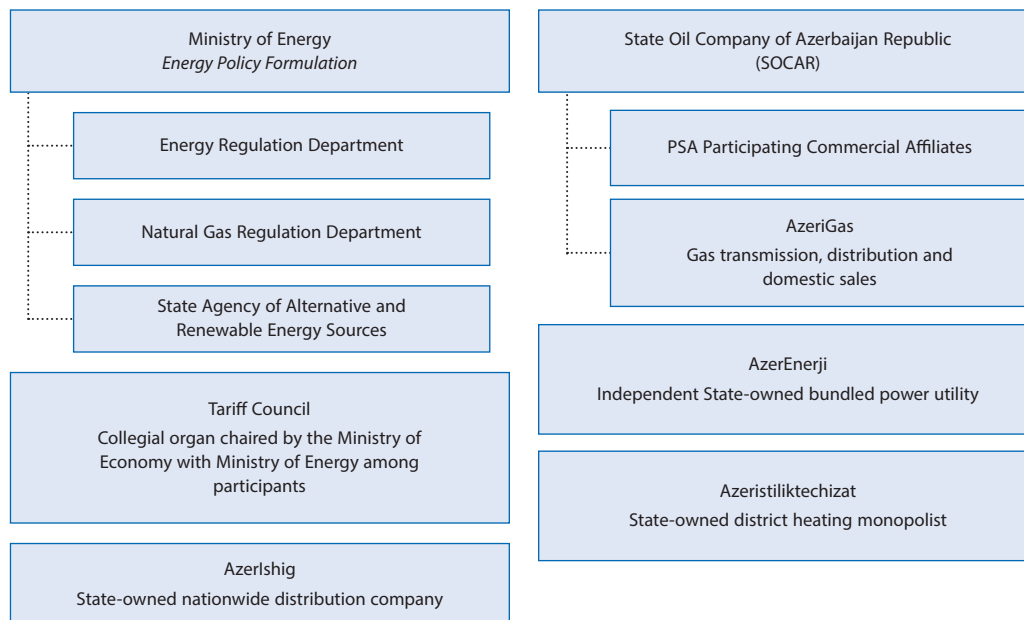 Ministry of Energy
Energy Policy Formulation
Energy Regulation Department
Natural Gas Regulation Department
State Agency of Alternative and
Renewable Energy Sources
Tariff Council
Collegial organ chaired by the Ministry of
Economy with Ministry of Energy among
participants
AzerIshig
State-owned nationwide distribution company
State Oil Company of Azerbaijan Republic
(SOCAR)
PSA Participating Commercial Affiliates
AzeriGas
Gas transmission, distribution and
domestic sales
AzerEnerji
Independent State-owned bundled power utility
Azeristiliktechizat
State-owned district heating monopolist